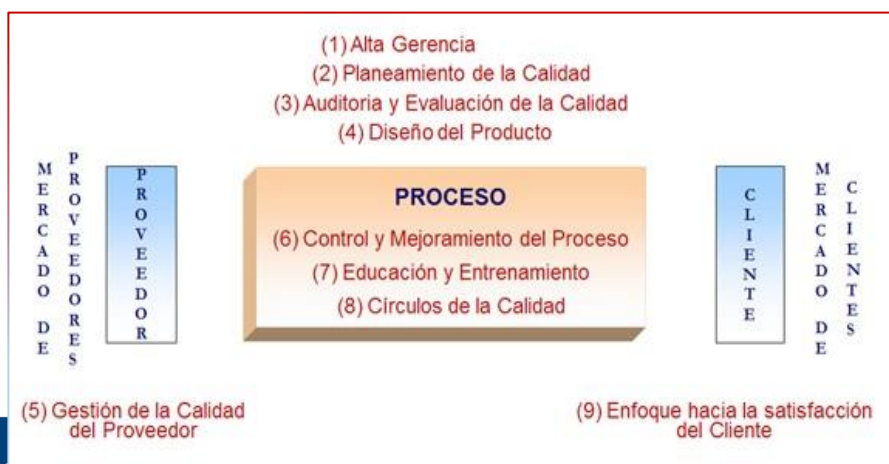 (1) Alta Gerencia
(2) Planeamiento de la Calidad
(3) Auditoria y Evaluación de la Calidad
(4) Diseño del Producto
MERCADO DE
PROVEEDORES
PROVEEDOR
PROCESO
(6) Control y Mejoramiento del Proceso
(7) Educación y Entrenamiento
(8) Círculos de la Calidad
CLIENTE
MERCADO DE
CLIENTES
(5) Gestión de la Calidad
del Proveedor
(9) Enfoque hacia la satisfacción
del Cliente